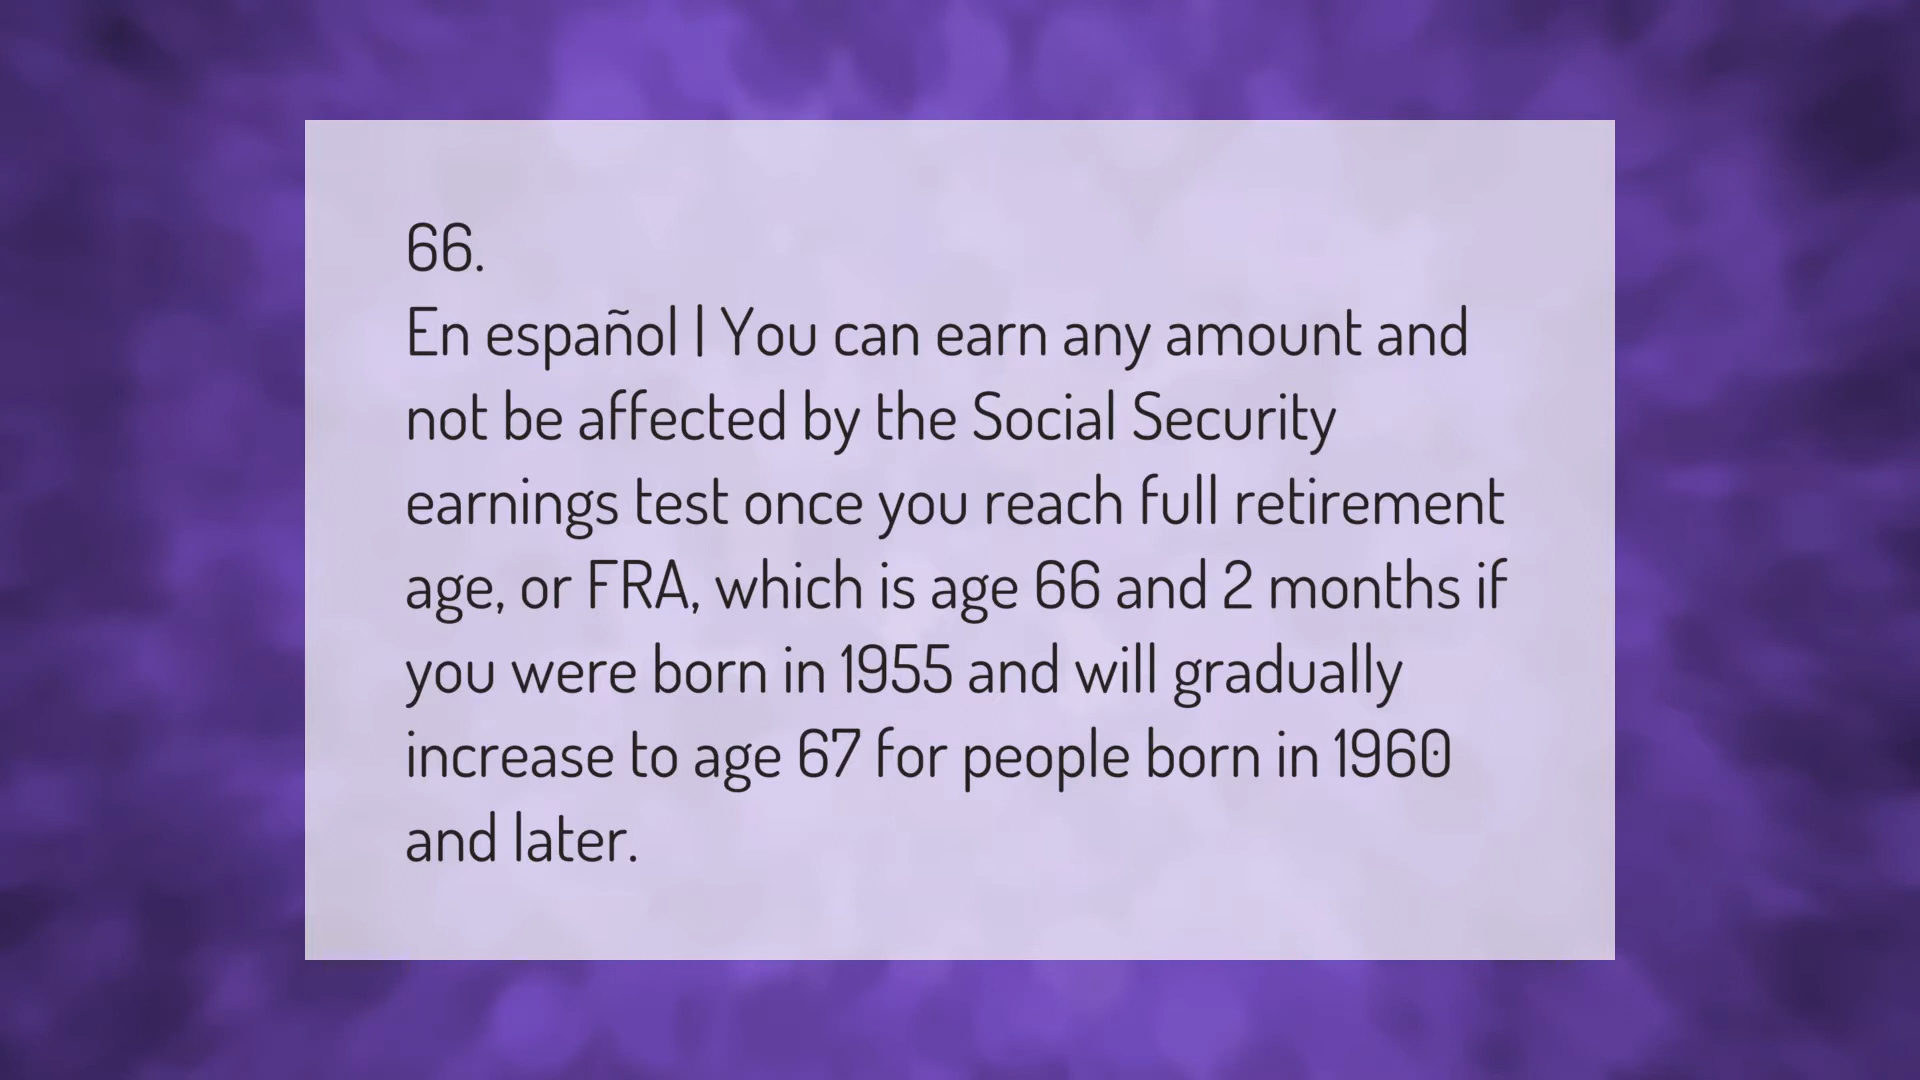 66.
En español | You can earn any amount and
not be affected by the Social Security
earnings test once you reach full retirement
age, or FRA, which is age 66 and 2 months if
you were born in 1955 and will gradually
increase to age 67 for people born in 1960
and later.